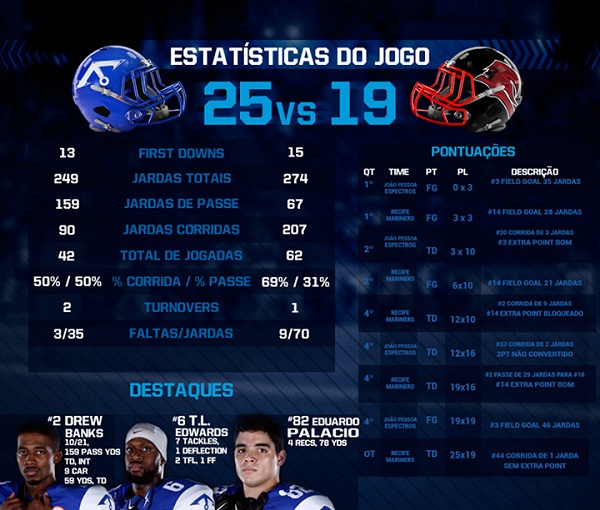 ESTATÍSTICAS DO JOGO
25 VS 19
13 FIRST DOWNS 15
249 JARDAS TOTAIS 274
159 JARDAS DE PASSE 67
90 JARDAS CORRIDAS 207
42 TOTAL DE JOGADAS 62
50% / 50% % CORRIDA / % PASSE 69% / 31%
2 TURNOVERS 1
3/35 FALTAS/JARDAS 9/70
PONTUAÇÕES
QT TIME PT PL DESCRIÇÃO
1° JOÃO PESSOA ESPECTROS FG 0 x 3 #3 FIELD GOAL 35 JARDAS
1° RECIFE MARINERS FG 3 x 3 #14 FIELD GOAL 28 JARDAS
2° JOÃO PESSOA ESPECTROS TD 3 x 10 #20 CORRIDA DE 3 JARDAS
#3 EXTRA POINT BOM
3° RECIFE MARINERS FG 6x10 #14 FIELD GOAL 21 JARDAS
4° RECIFE MARINERS TD 12x10 #2 CORRIDA DE 9 JARDAS
#14 EXTRA POINT BLOQUEADO
4° JOÃO PESSOA ESPECTROS TD 12x16 #33 CORRIDA DE 2 JARDAS
2PT NÃO CONVERTIDO
4° RECIFE MARINERS TD 19x16 #2 PASSE DE 29 JARDAS PARA #18
#14 EXTRA POINT BOM
4° JOÃO PESSOA ESPECTROS FG 19x19 #3 FIELD GOAL 46 JARDAS
OT RECIFE MARINERS TD 25x19 #44 CORRIDA DE 1 JARDA
SEM EXTRA POINT
DESTAQUES
#2 DREW
BANKS
10/21,
159 PASS YDS
TD, INT
9 CAR
59 YDS, TD
#6 T.L.
EDWARDS
7 TACKLES,
1 DEFLECTION
2 TFL, 1 FF
#82 EDUARDO
PALACIO
4 RECS, 78 YDS
6